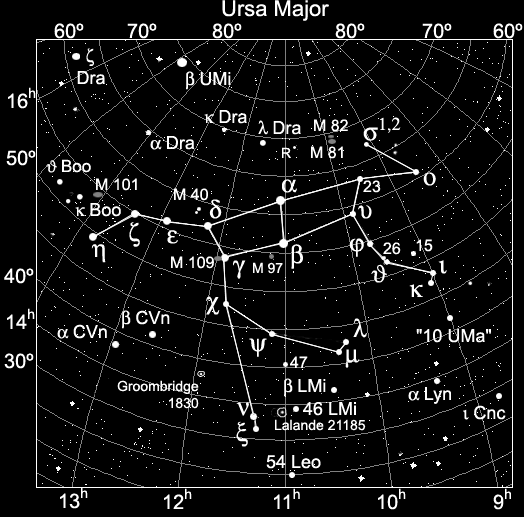 Ursa Major
60º 70º 80º 80º 70º 60º
ζ
Dra
β UMi
16ʰ
κ Dra
α Dra
λ Dra
M 82
σ¹,²
R
M 81
50º
ϑ Boo
M 101
M 40
α
23
ο
κ Boo
ζ
ε
δ
υ
η
γ
β
φ
26
15
M 109
M 97
ϑ
ι
κ
40º
χ
14ʰ
β CVn
α CVn
ψ
λ
μ
"10 UMa"
30º
47
Groombridge
1830
β LMi
α Lyn
ν
46 LMi
ι Cnc
ξ
Lalande 21185
54 Leo
13ʰ 12ʰ 11ʰ 10ʰ 9ʰ